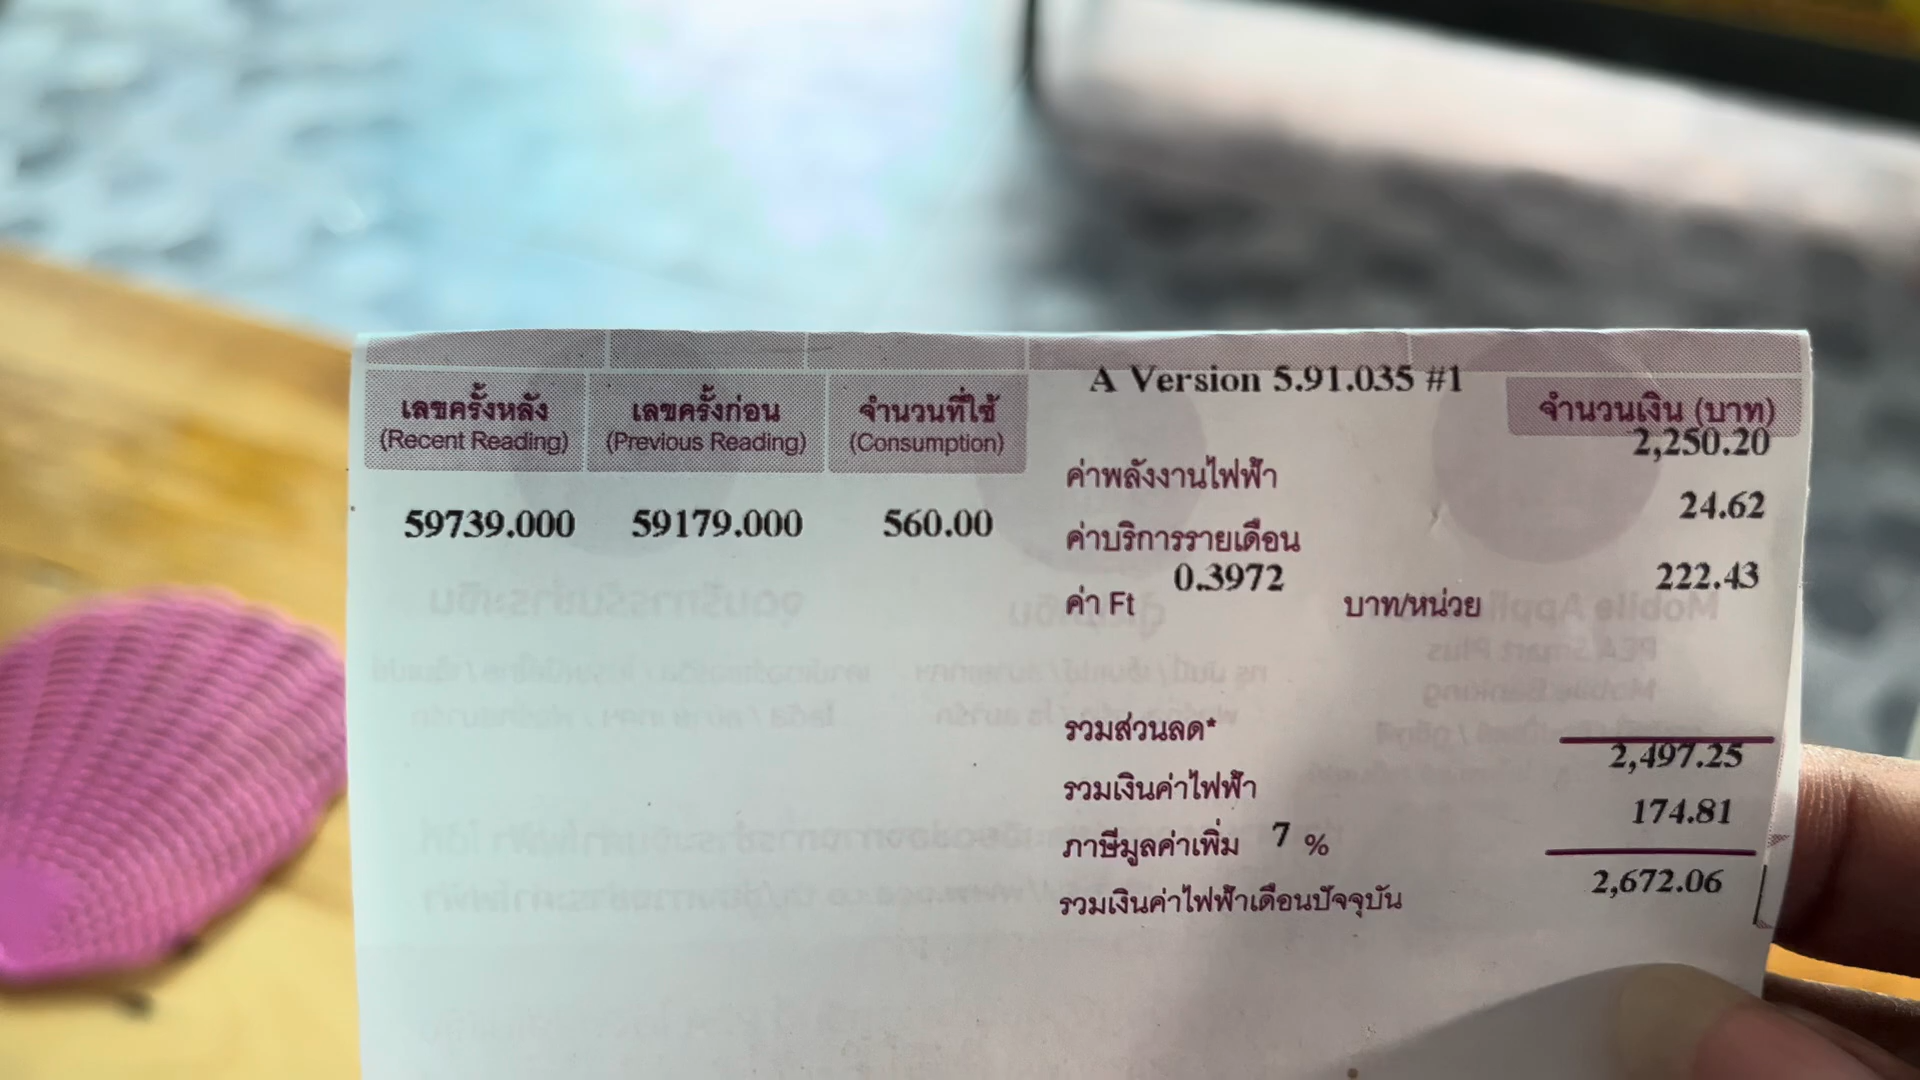 A Version 5.91.035 #1
เลขครั้งหลัง เลขครั้งก่อน จำนวนที่ใช้ จำนวนเงิน (บาท)
(Recent Reading) (Previous Reading) (Consumption)
2,250.20
ค่าพลังงานไฟฟ้า
59739.000 59179.000 560.00
24.62
ค่าบริการรายเดือน
0.3972 222.43
ค่า Ft บาท/หน่วย
รวมส่วนลด*
2,497.25
รวมเงินค่าไฟฟ้า
174.81
ภาษีมูลค่าเพิ่ม 7 %
2,672.06
รวมเงินค่าไฟฟ้าเดือนปัจจุบัน